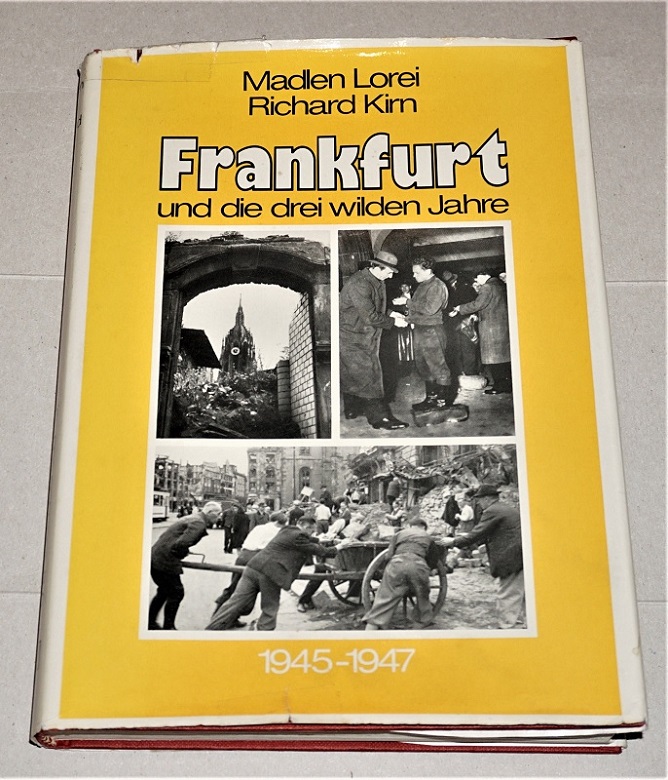 Madlen Lorei
Richard Kirn
Frankfurt
und die drei wilden Jahre
1945-1947